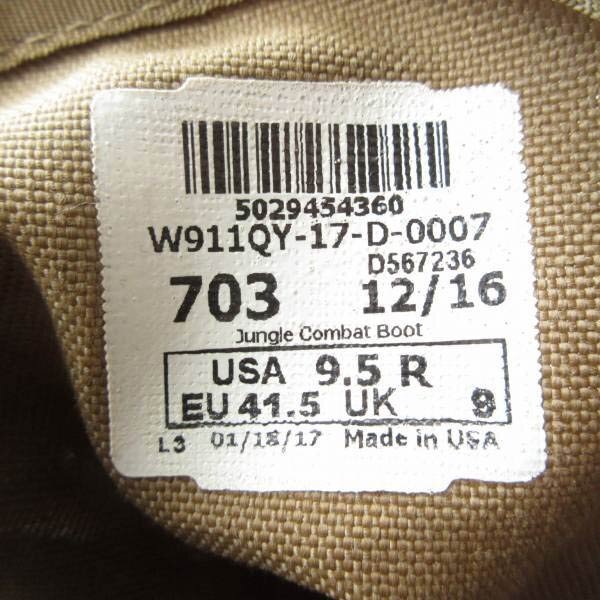 5029454360
W911QY-17-D-0007
D567236
703 12/16
Jungle Combat Boot
USA 9.5 R
EU 41.5 UK 9
L3 01/18/17 Made in USA